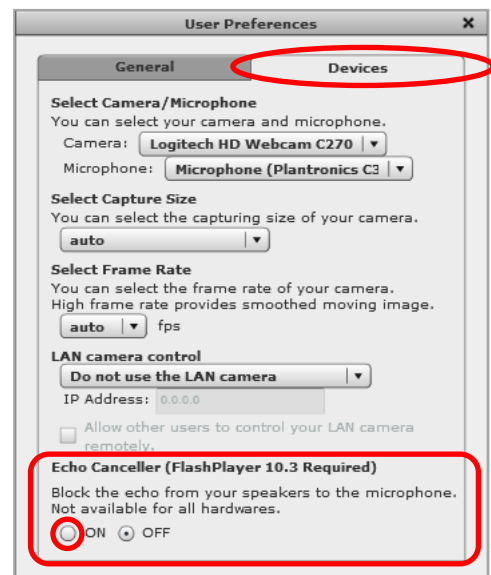 User Preferences ×
General Devices
Select Camera/Microphone
You can select your camera and microphone.
Camera: Logitech HD Webcam C270
Microphone: Microphone (Plantronics C3
Select Capture Size
You can select the capturing size of your camera.
auto
Select Frame Rate
You can select the frame rate of your camera.
High frame rate provides smoothed moving image.
auto fps
LAN camera control
Do not use the LAN camera
IP Address: 0.0.0.0
Allow other users to control your LAN camera
remotely.
Echo Canceller (FlashPlayer 10.3 Required)
Block the echo from your speakers to the microphone.
Not available for all hardwares.
ON OFF